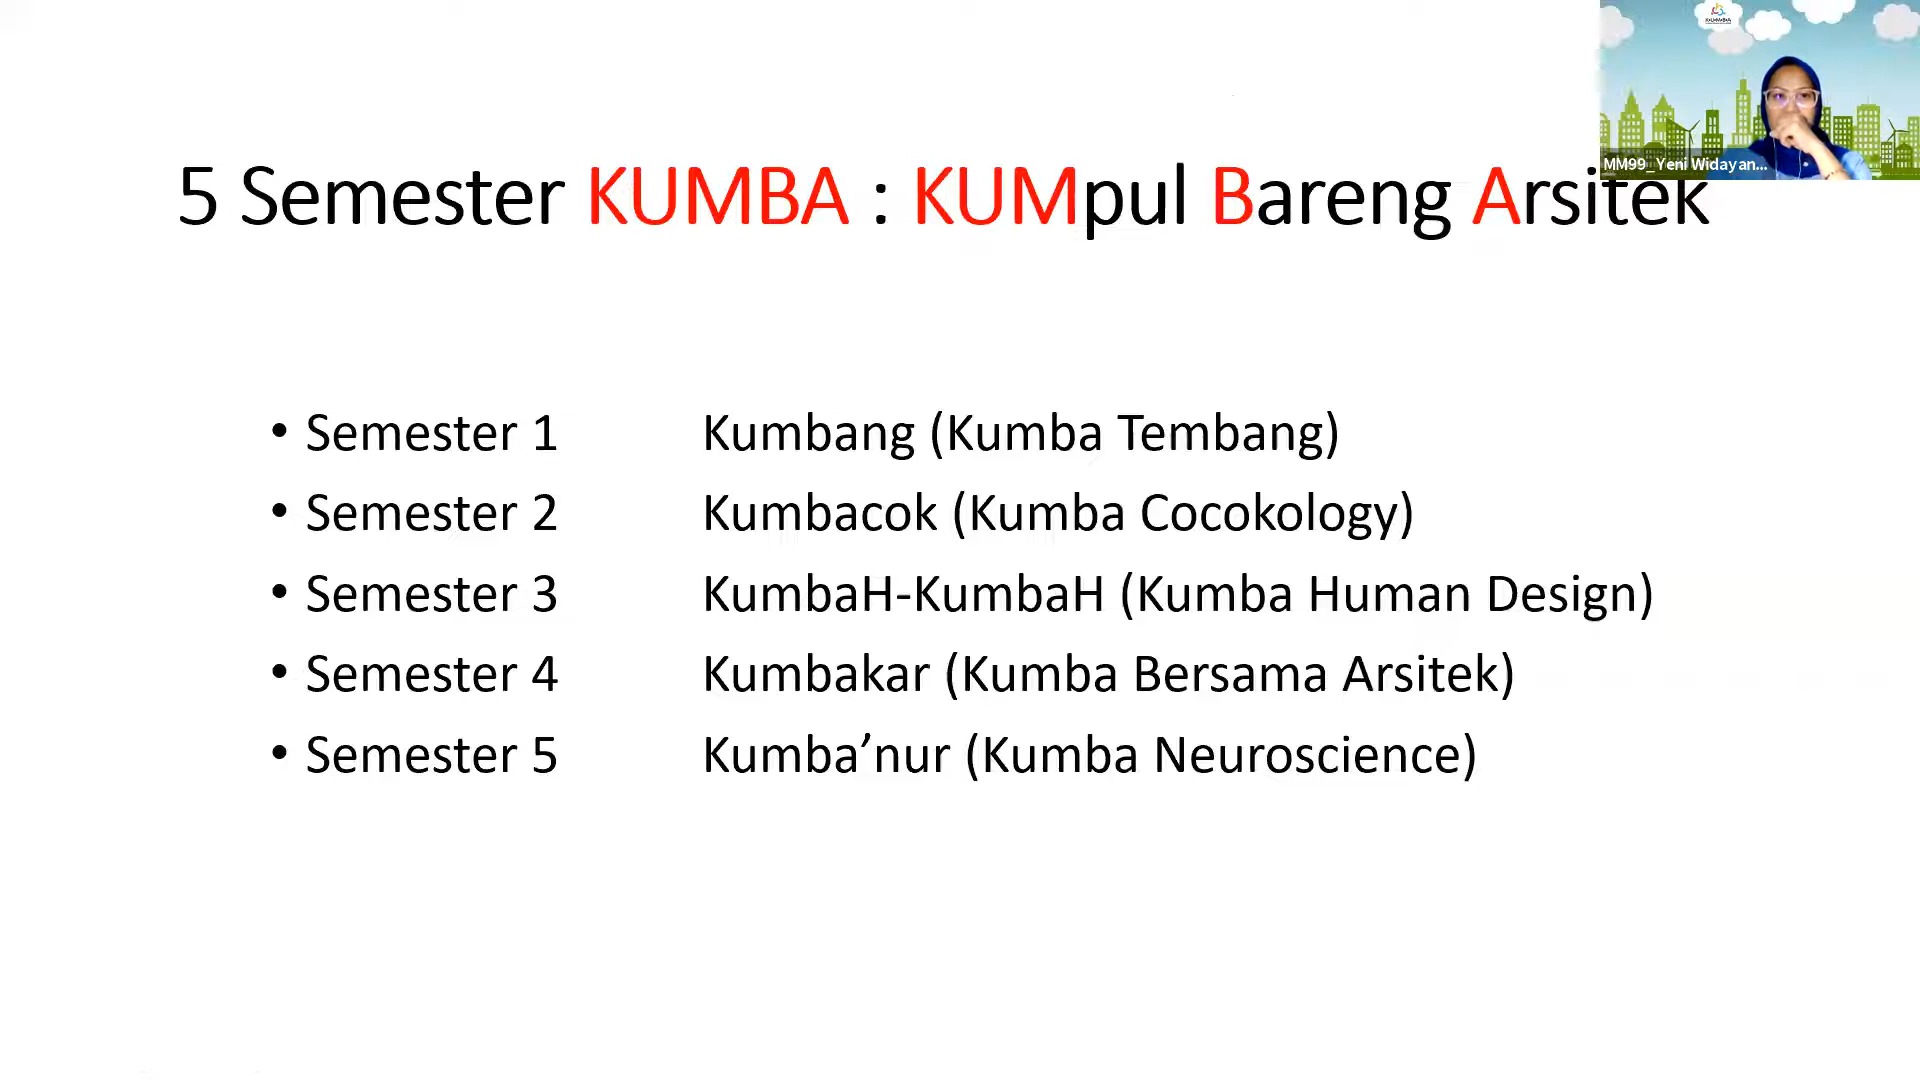 MM99_Yeni Widayan...
5 Semester KUMBA : KUMpul Bareng Arsitek
• Semester 1 Kumbang (Kumba Tembang)
• Semester 2 Kumbacok (Kumba Cocokology)
• Semester 3 KumbaH-KumbaH (Kumba Human Design)
• Semester 4 Kumbakar (Kumba Bersama Arsitek)
• Semester 5 Kumba’nur (Kumba Neuroscience)